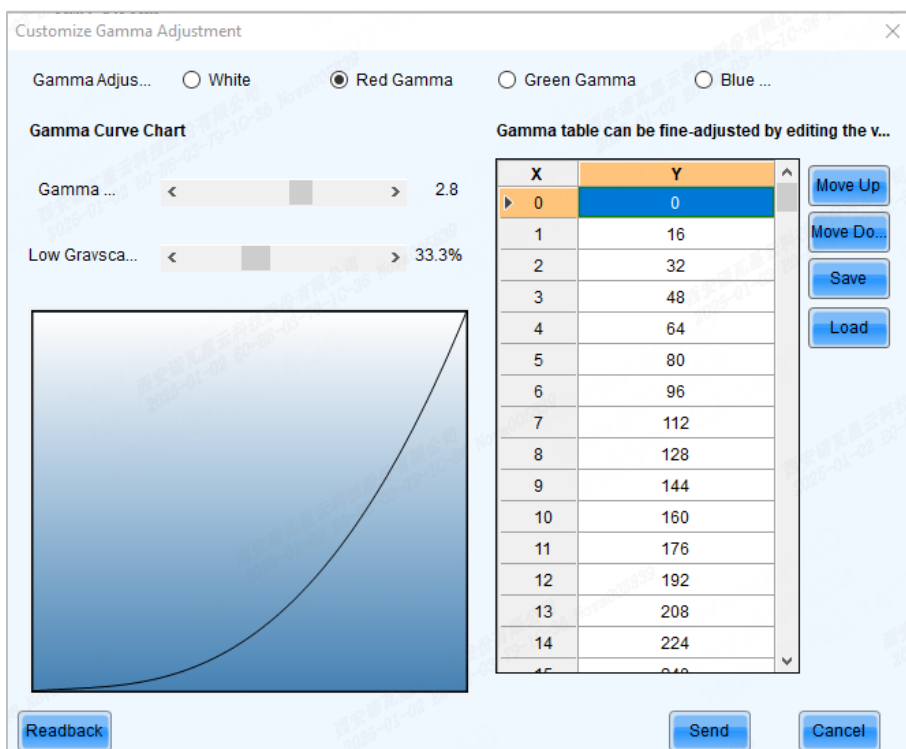 Customize Gamma Adjustment
Gamma Adjus... White Red Gamma Green Gamma Blue ...
Gamma Curve Chart
Gamma table can be fine-adjusted by editing the v...
Gamma ... 2.8
Low Graysca... 33.3%
X Y
0 0
1 16
2 32
3 48
4 64
5 80
6 96
7 112
8 128
9 144
10 160
11 176
12 192
13 208
14 224
Move Up
Move Do...
Save
Load
Readback
Send
Cancel